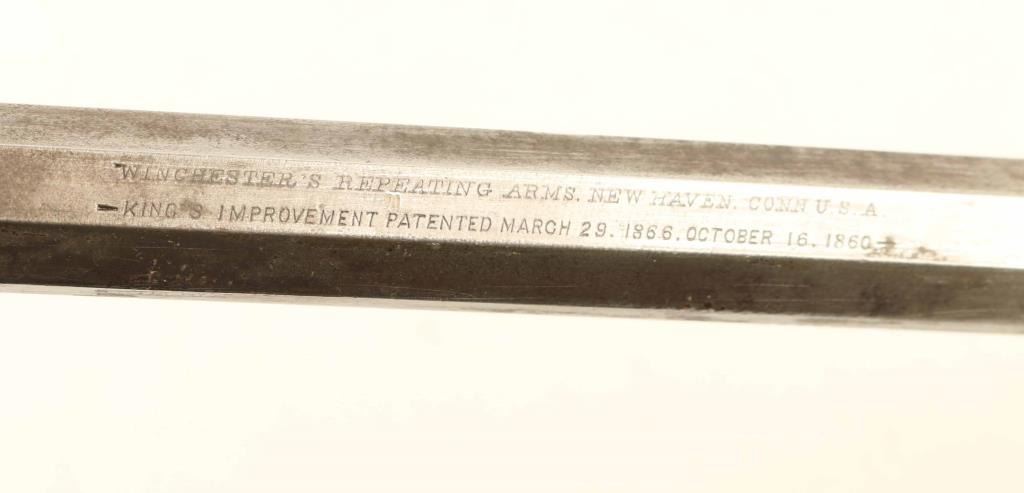 WINCHESTER'S REPEATING ARMS. NEW HAVEN. CONN U.S.A.
KING'S IMPROVEMENT PATENTED MARCH 29. 1866. OCTOBER 16. 1860